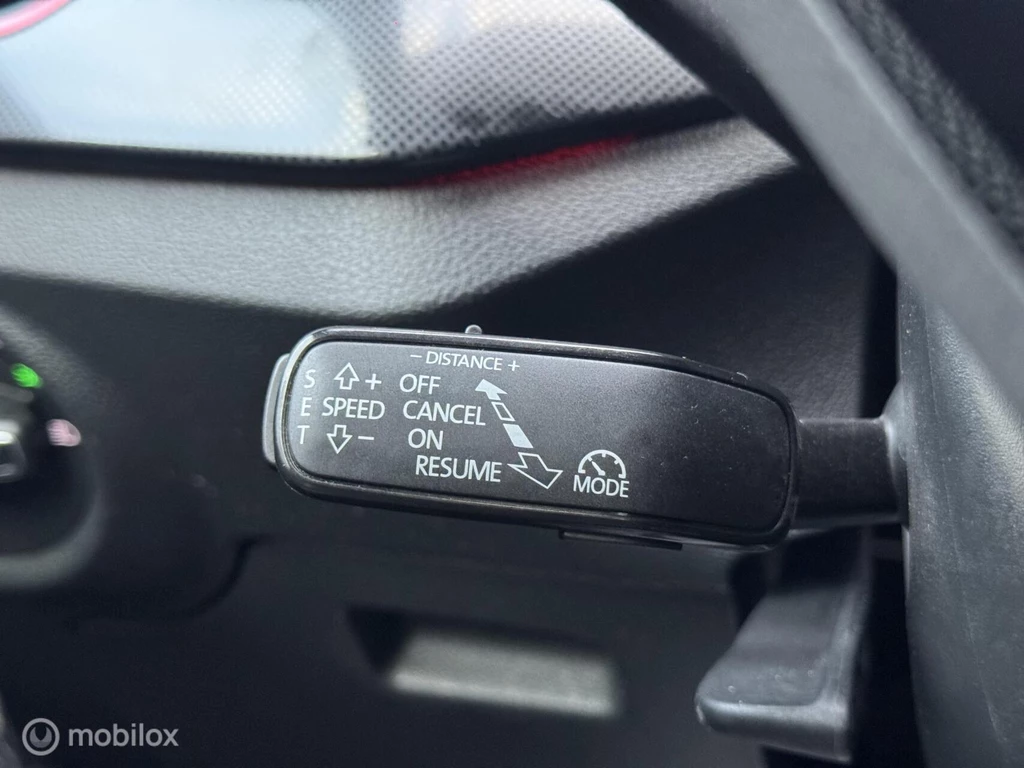 − DISTANCE +
S + OFF
E SPEED CANCEL
T − ON
RESUME
MODE
mobilox